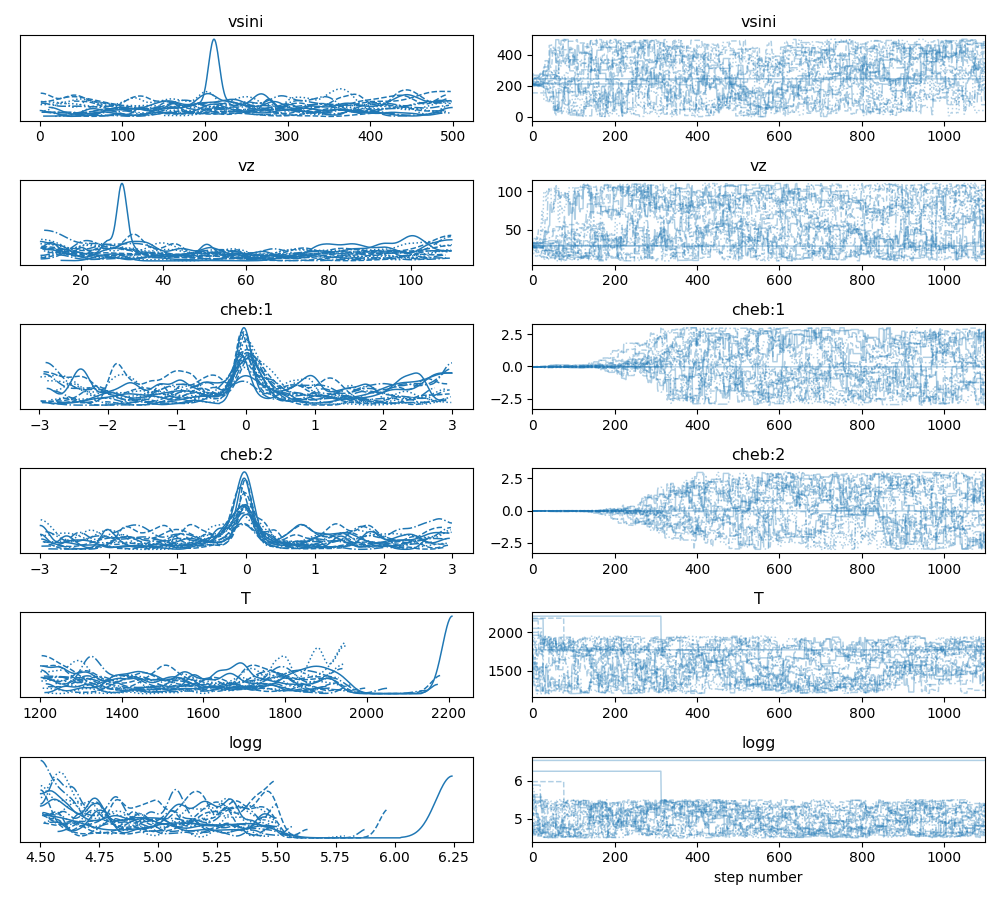 vsini
vsini
0 100 200 300 400 500
400
200
0
0 200 400 600 800 1000
vz
vz
20 40 60 80 100
100
50
0 200 400 600 800 1000
cheb:1
cheb:1
−3 −2 −1 0 1 2 3
2.5
0.0
−2.5
0 200 400 600 800 1000
cheb:2
cheb:2
−3 −2 −1 0 1 2 3
2.5
0.0
−2.5
0 200 400 600 800 1000
T
T
1200 1400 1600 1800 2000 2200
2000
1500
0 200 400 600 800 1000
logg
logg
4.50 4.75 5.00 5.25 5.50 5.75 6.00 6.25
6
5
0 200 400 600 800 1000
step number